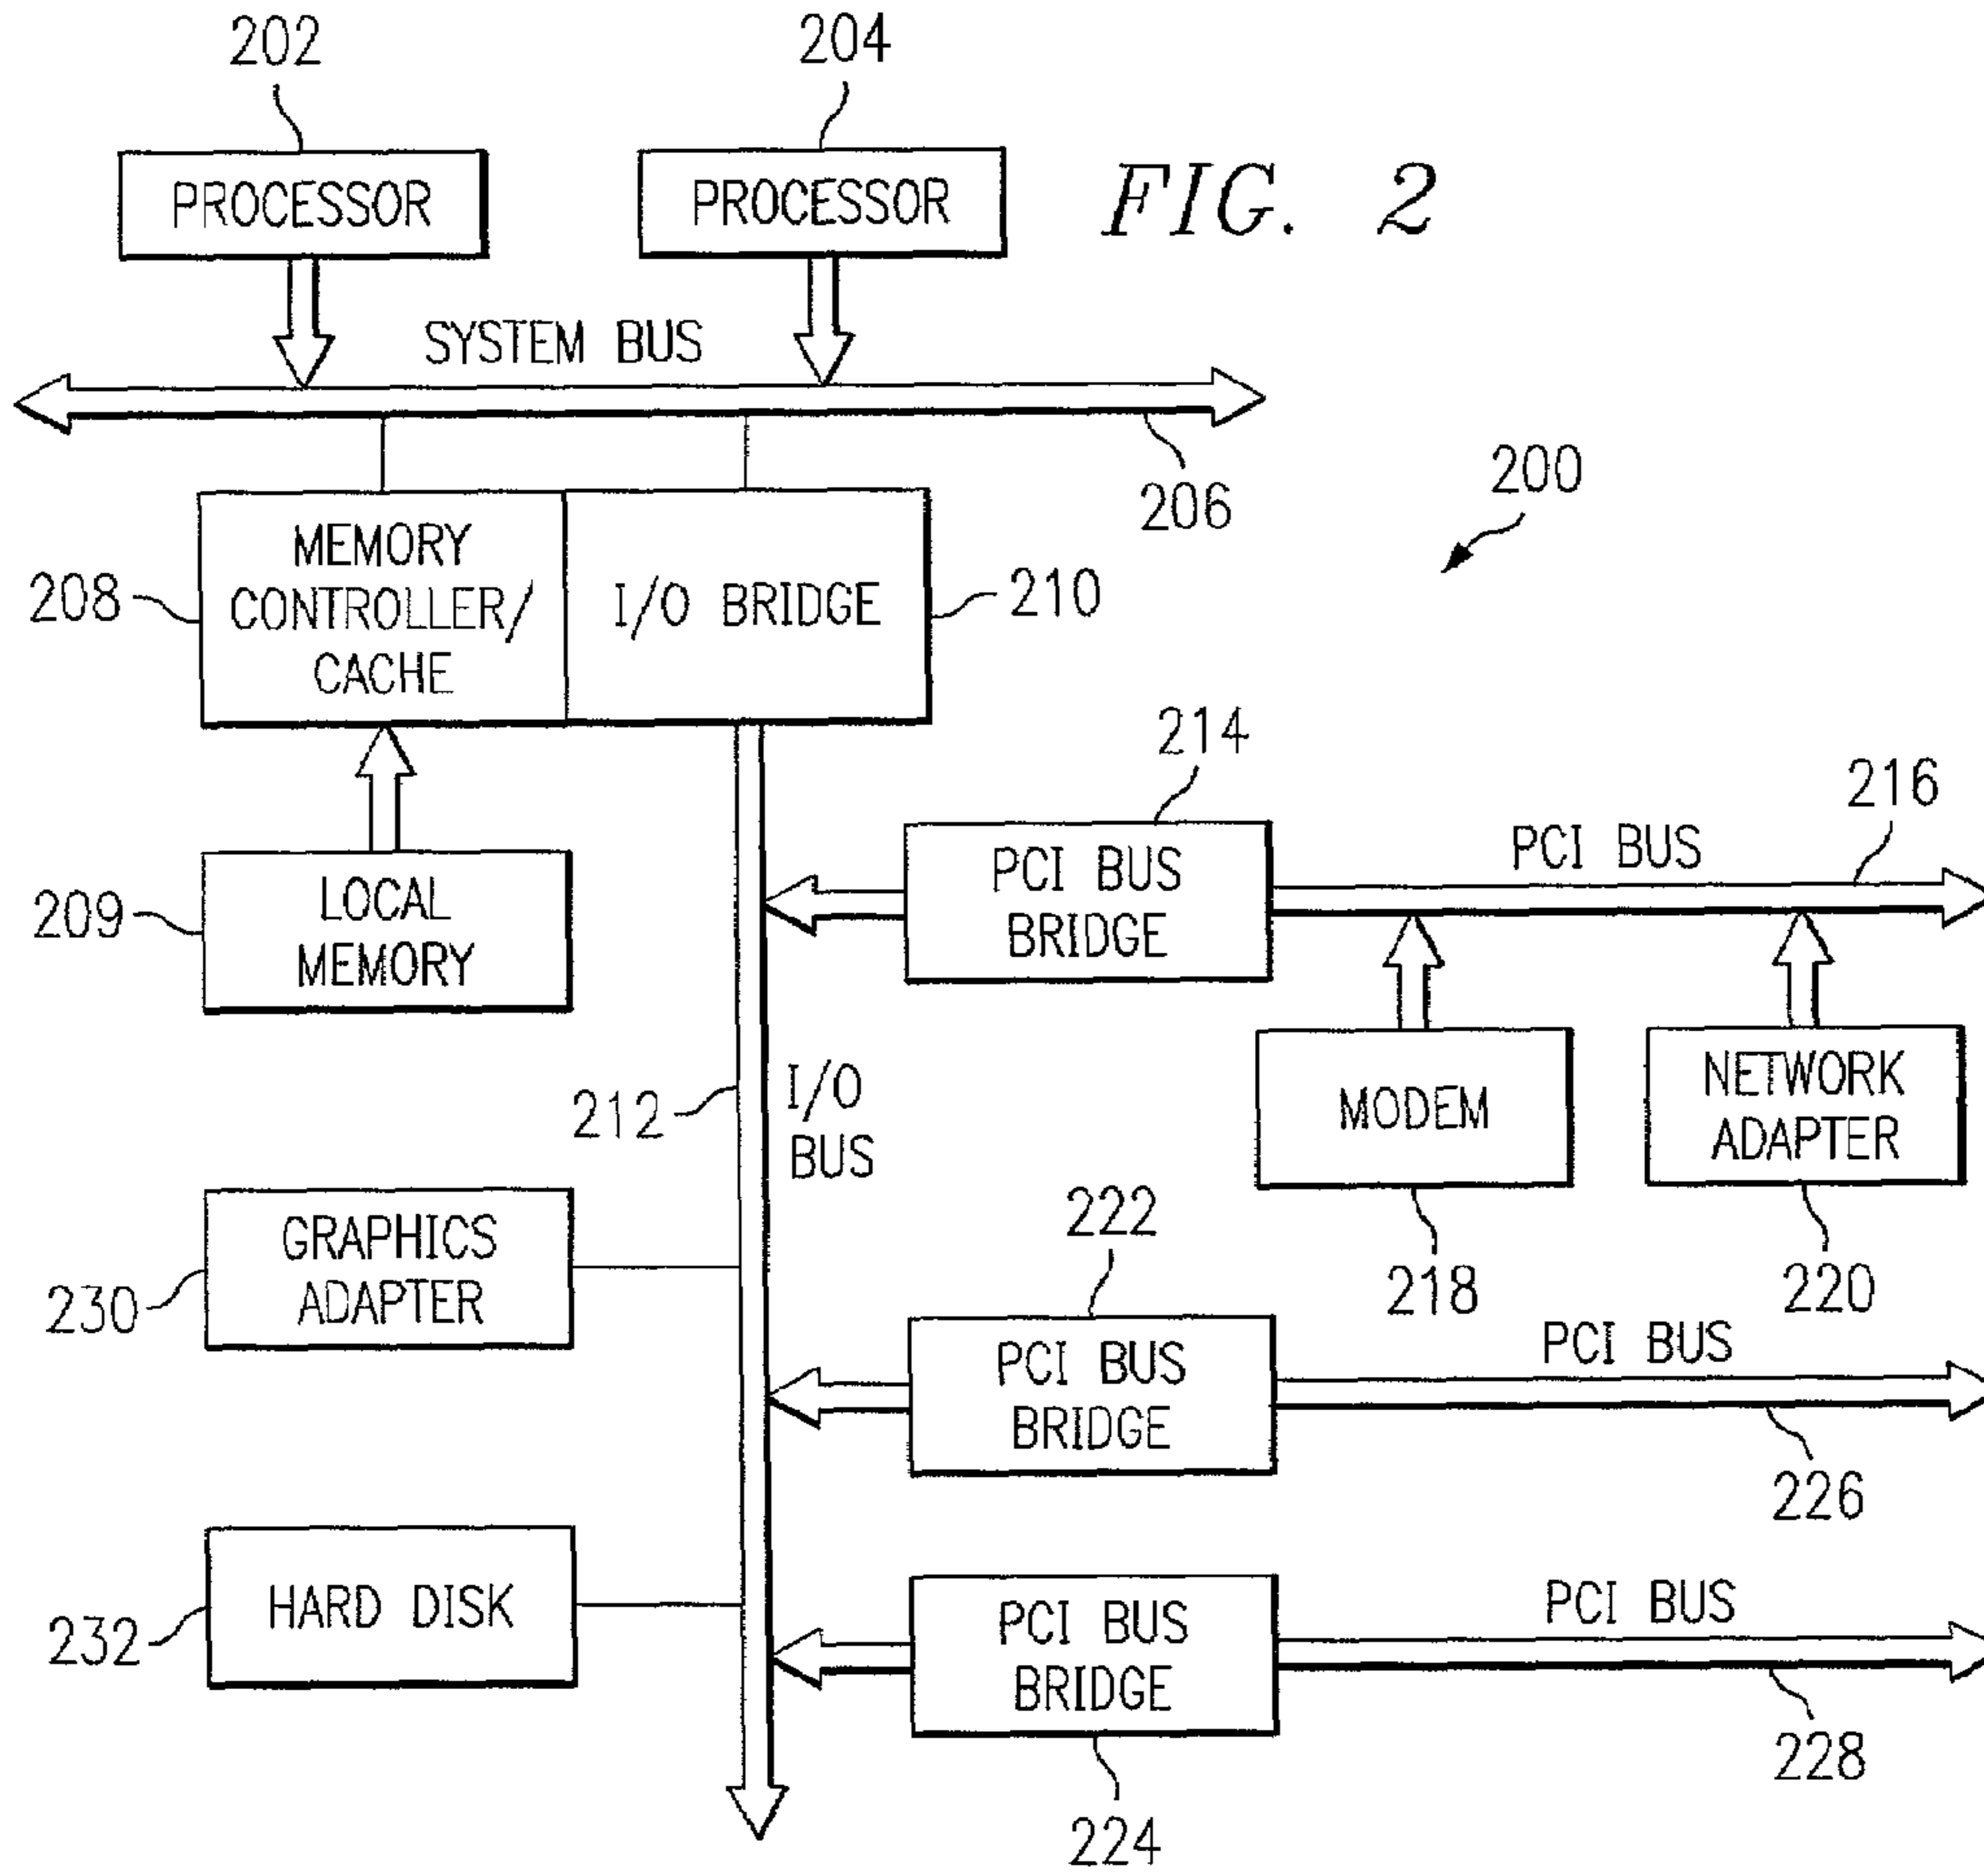 202
204
PROCESSOR
PROCESSOR
FIG. 2
SYSTEM BUS
206
200
MEMORY
CONTROLLER/
CACHE
I/O BRIDGE
208
210
214
216
PCI BUS
BRIDGE
PCI BUS
209
LOCAL
MEMORY
212
I/O
BUS
MODEM
NETWORK
ADAPTER
222
218
220
GRAPHICS
ADAPTER
230
PCI BUS
BRIDGE
PCI BUS
226
HARD DISK
232
PCI BUS
BRIDGE
PCI BUS
228
224